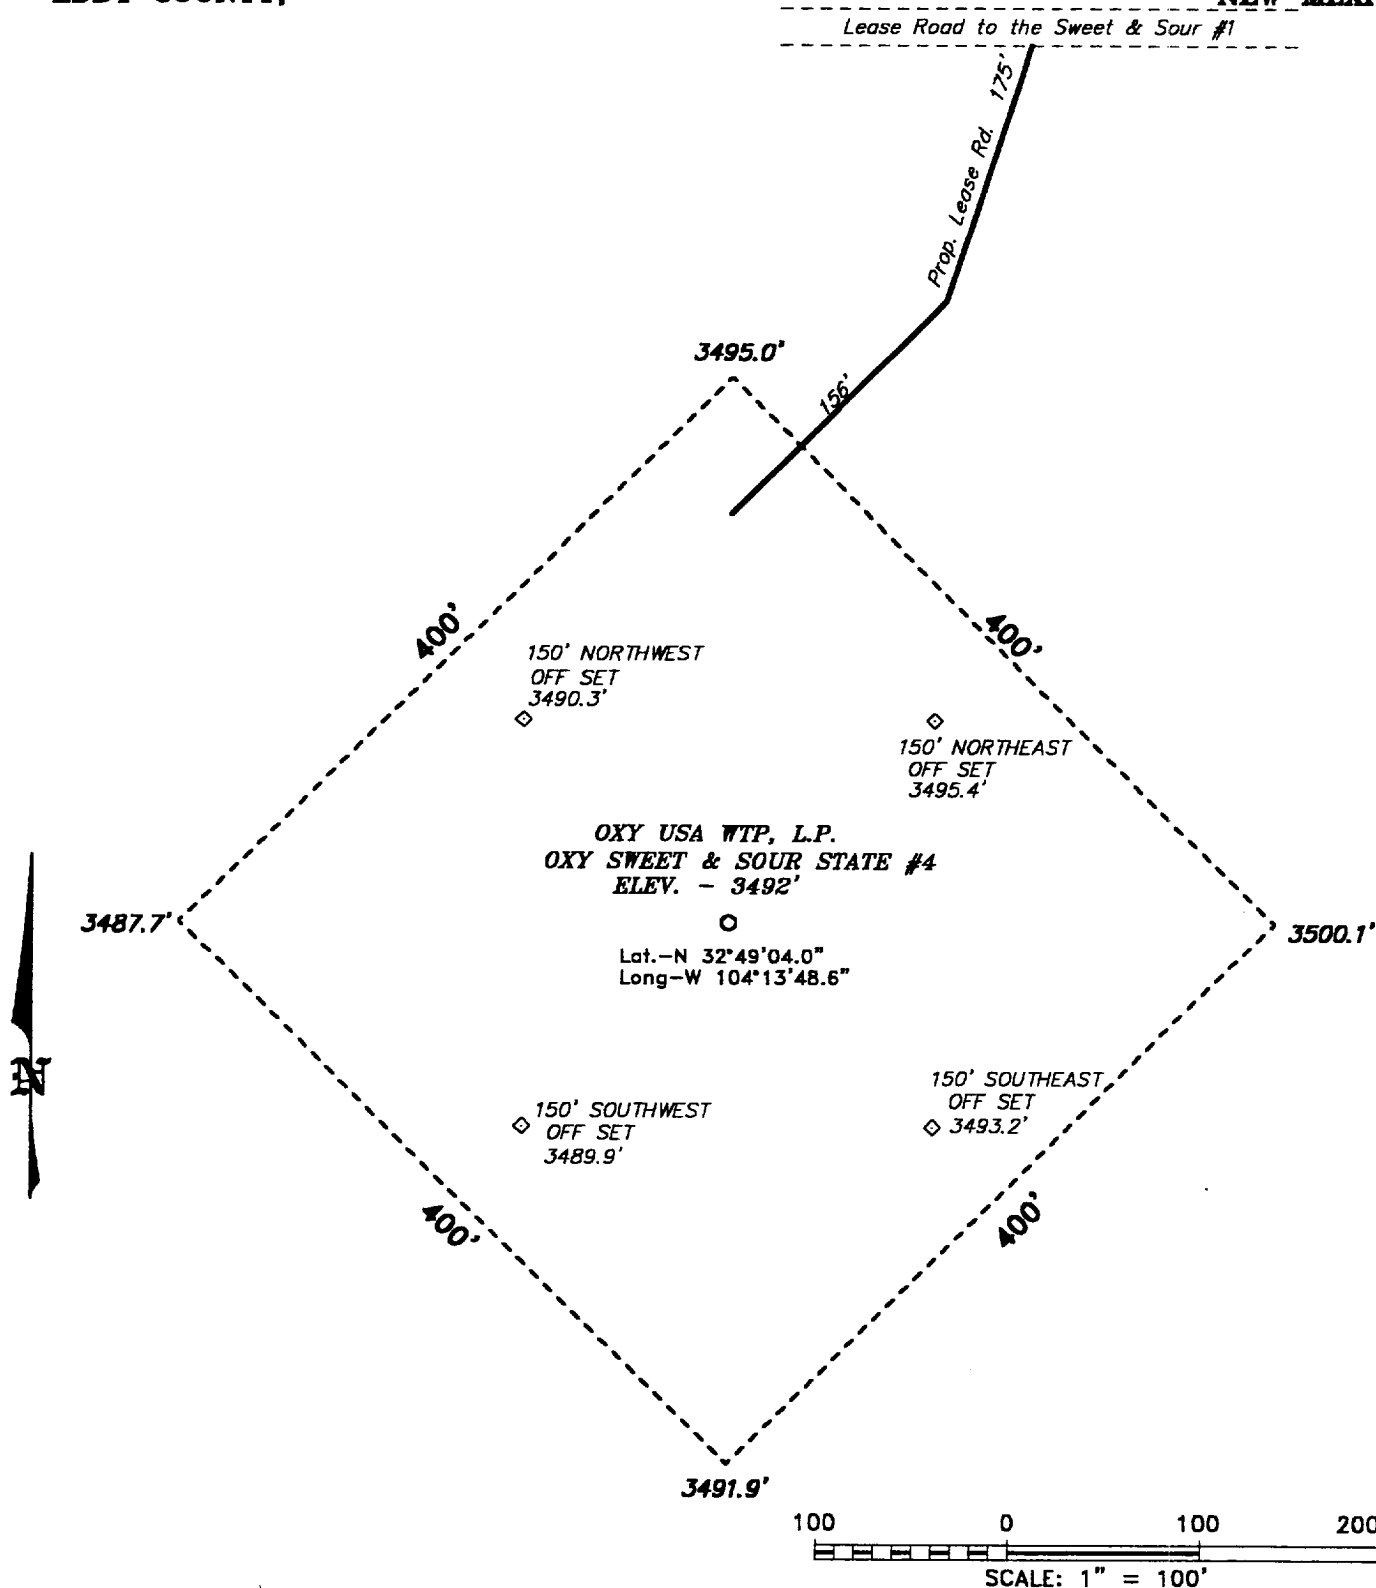 Lease Road to the Sweet & Sour #1
Prop. Lease Rd. 175'
3495.0'
156'
400'
400'
150' NORTHWEST
OFF SET
3490.3'
150' NORTHEAST
OFF SET
3495.4'
OXY USA WTP, L.P.
OXY SWEET & SOUR STATE #4
ELEV. - 3492'
3487.7'
3500.1'
Lat.-N 32°49'04.0"
Long-W 104°13'48.6"
N
150' SOUTHEAST
OFF SET
3493.2'
150' SOUTHWEST
OFF SET
3489.9'
400'
400'
3491.9'
100 0 100 200
SCALE: 1" = 100'